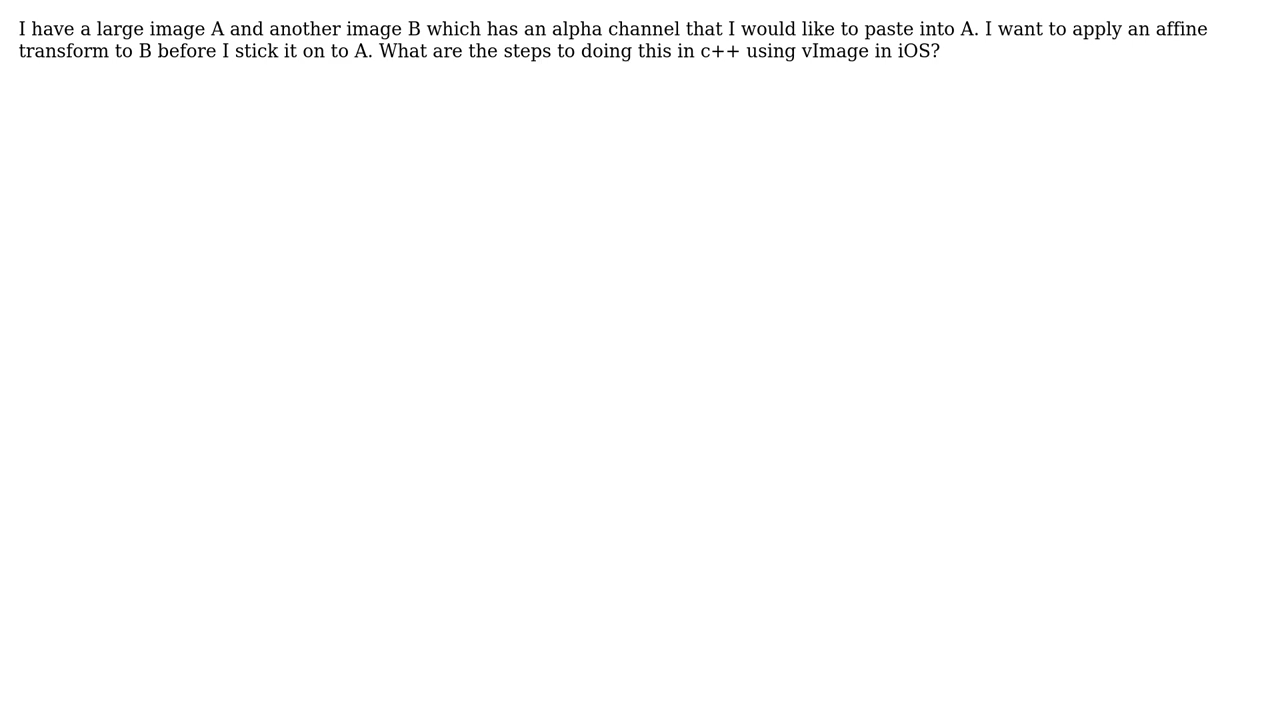 I have a large image A and another image B which has an alpha channel that I would like to paste into A. I want to apply an affine
transform to B before I stick it on to A. What are the steps to doing this in c++ using vImage in iOS?